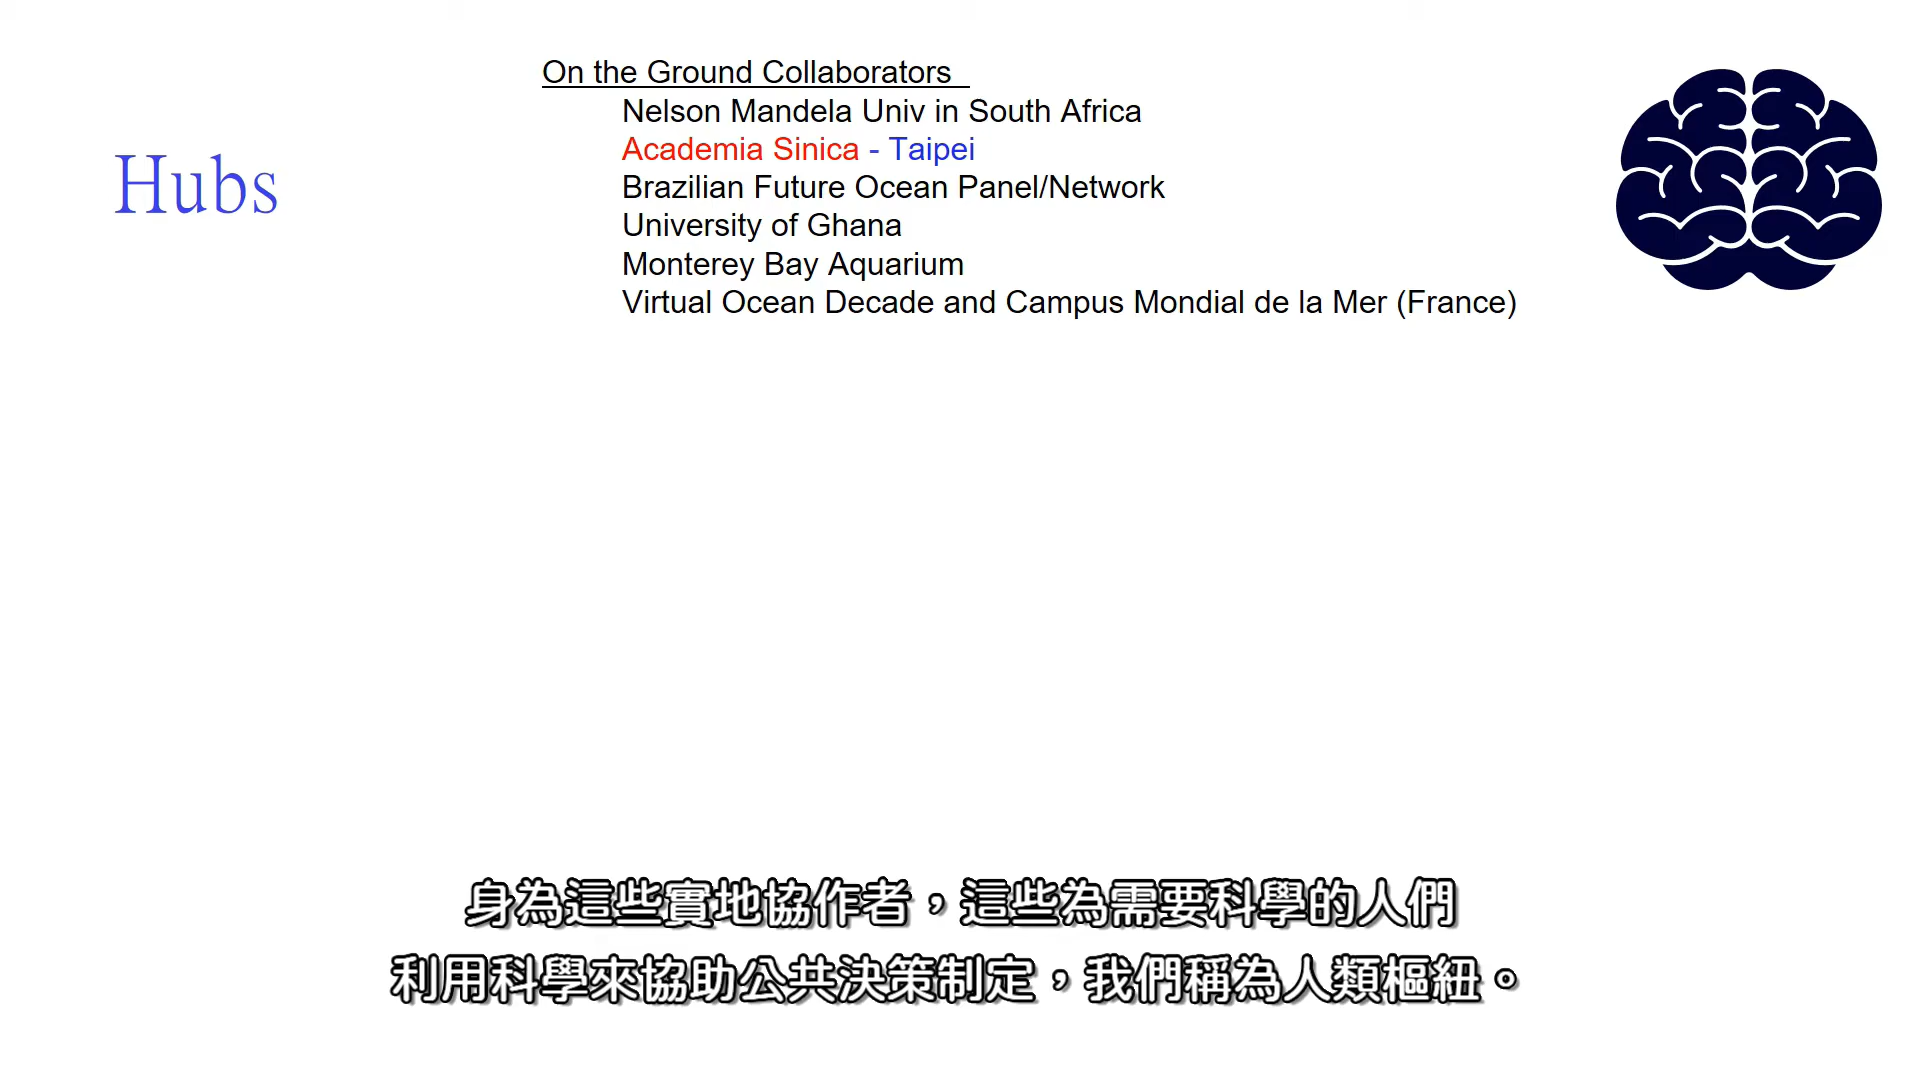 On the Ground Collaborators
Nelson Mandela Univ in South Africa
Academia Sinica - Taipei
Hubs
Brazilian Future Ocean Panel/Network
University of Ghana
Monterey Bay Aquarium
Virtual Ocean Decade and Campus Mondial de la Mer (France)
身為這些實地協作者，這些為需要科學的人們
利用科學來協助公共決策制定，我們稱為人類樞紐。